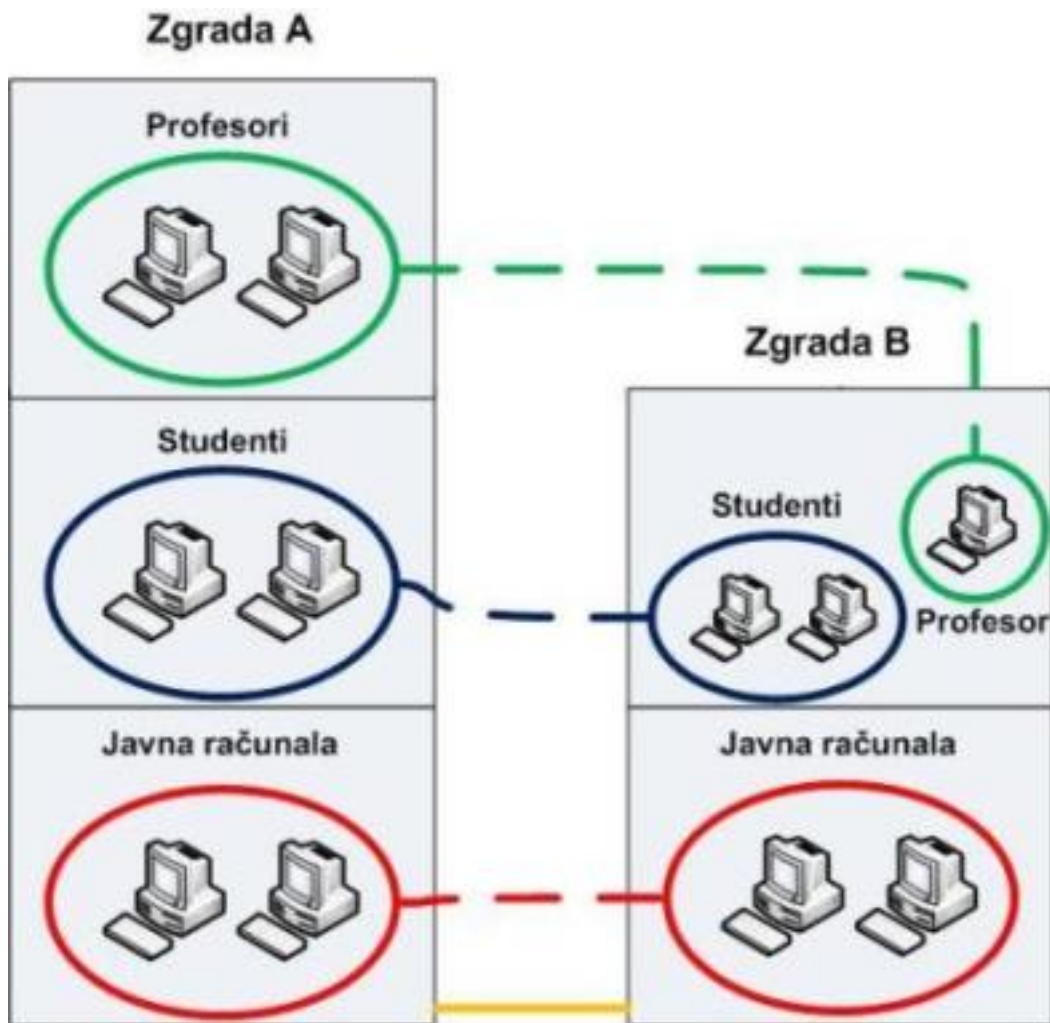 Zgrada A
Profesori
Zgrada B
Studenti
Studenti
Profesor
Javna računala
Javna računala